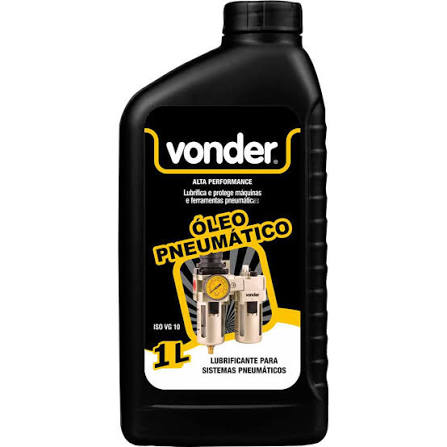 vonder®
ALTA PERFORMANCE
Lubrifica e protege máquinas
e ferramentas pneumáticas
ÓLEO
PNEUMÁTICO
ISO VG 10
1L
LUBRIFICANTE PARA
SISTEMAS PNEUMÁTICOS